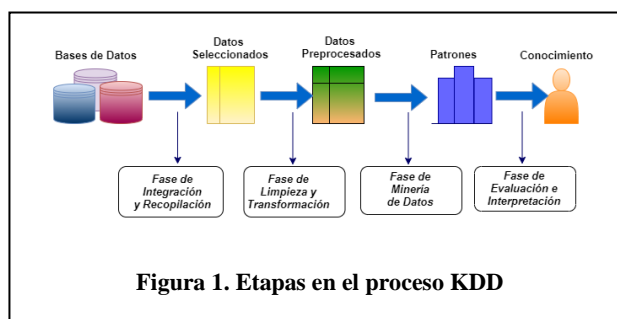 Bases de Datos
Datos
Seleccionados
Datos
Preprocesados
Patrones
Conocimiento
Fase de
Integración
y Recopilación
Fase de
Limpieza y
Transformación
Fase de
Minería
de Datos
Fase de
Evaluación e
Interpretación
Figura 1. Etapas en el proceso KDD